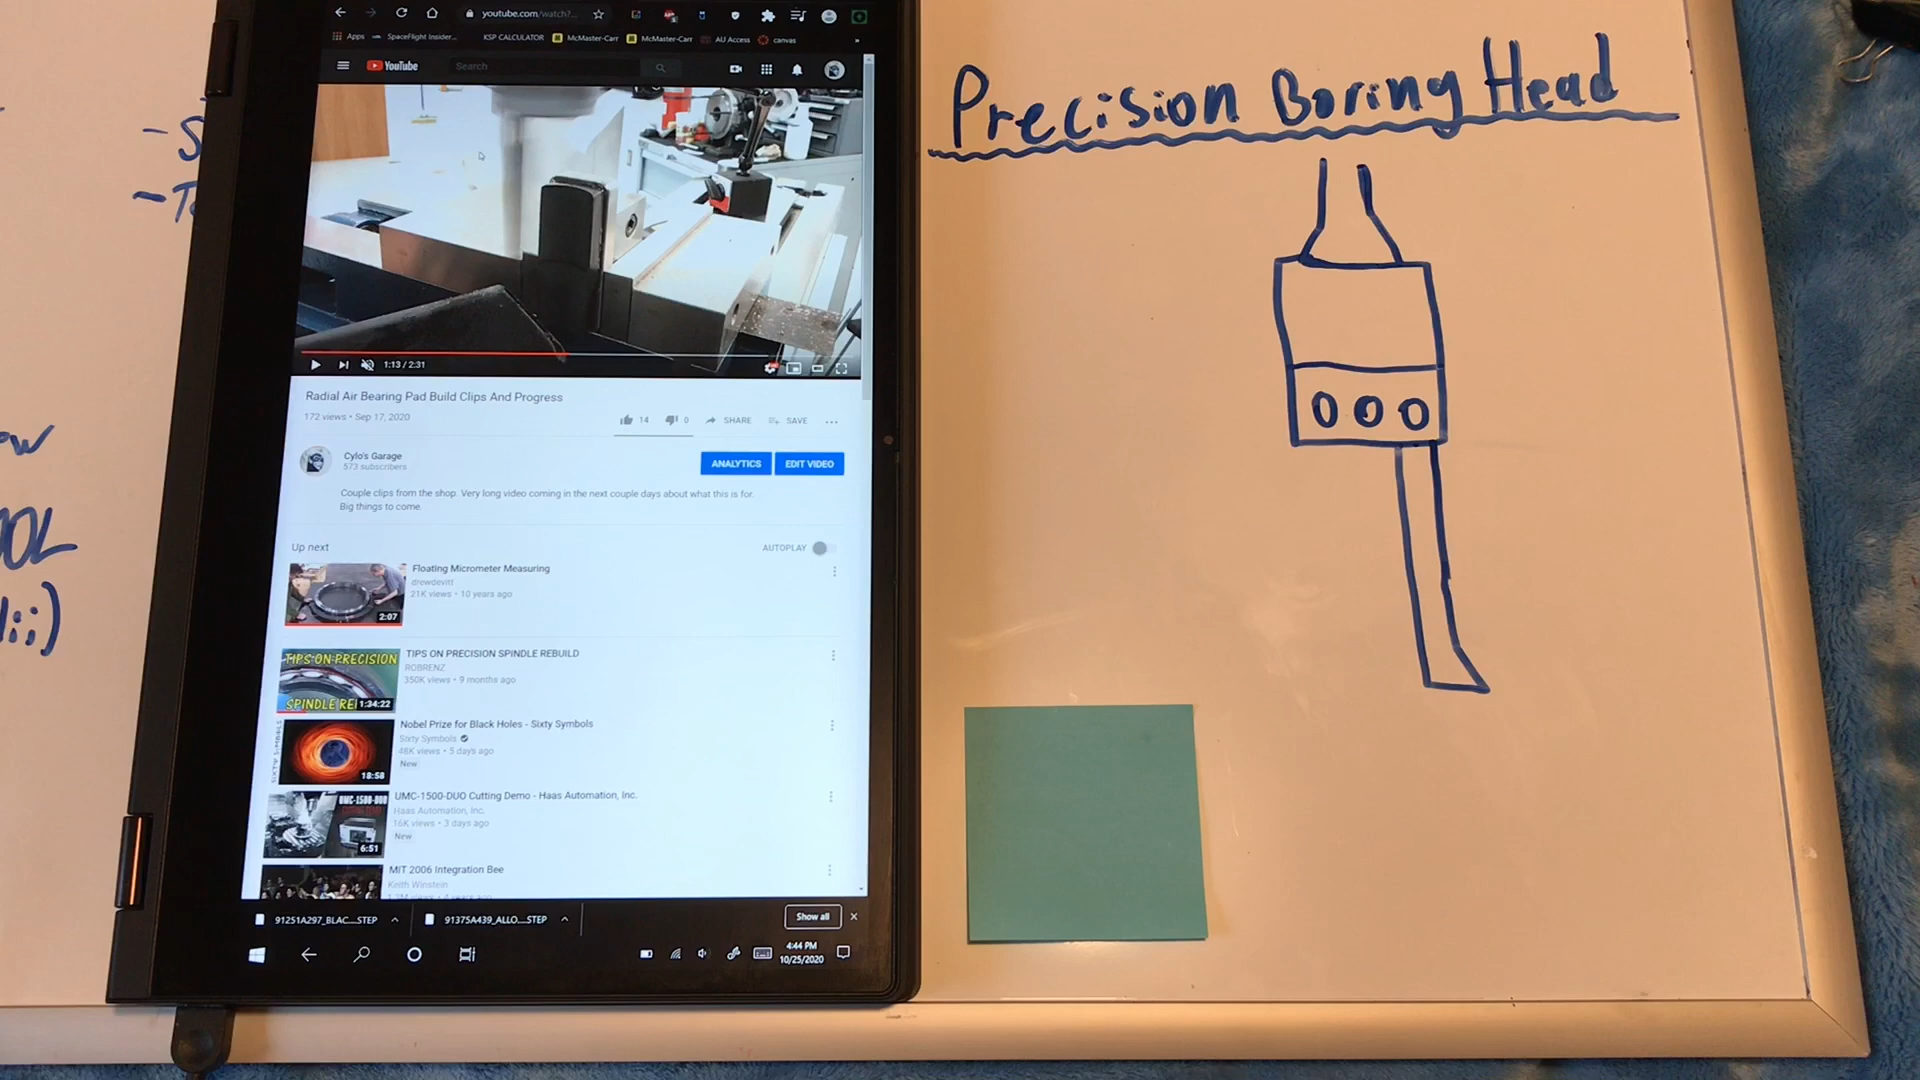 youtube.com/watch?...
Apps
SpaceFlight Insider...
KSP CALCULATOR
McMaster-Carr
McMaster-Carr
AU Access
canvas
YouTube
Search
1:13 / 2:31
Radial Air Bearing Pad Build Clips And Progress
172 views • Sep 17, 2020
14
0
SHARE
SAVE
Cylo's Garage
573 subscribers
ANALYTICS
EDIT VIDEO
Couple clips from the shop. Very long video coming in the next couple days about what this is for.
Big things to come.
Up next
AUTOPLAY
Floating Micrometer Measuring
drewdevitt
21K views • 10 years ago
2:07
TIPS ON PRECISION
SPINDLE RE
1:34:22
TIPS ON PRECISION SPINDLE REBUILD
ROBRENZ
350K views • 9 months ago
SIXTY SYMBOLS
18:58
Nobel Prize for Black Holes - Sixty Symbols
Sixty Symbols
48K views • 5 days ago
New
UMC-1500-DUO
6:51
UMC-1500-DUO Cutting Demo - Haas Automation, Inc.
Haas Automation, Inc.
16K views • 3 days ago
New
MIT 2006 Integration Bee
Keith Winstein
91251A297_BLAC....STEP
91375A439_ALLO....STEP
Show all
4:44 PM
10/25/2020
Precision Boring Head